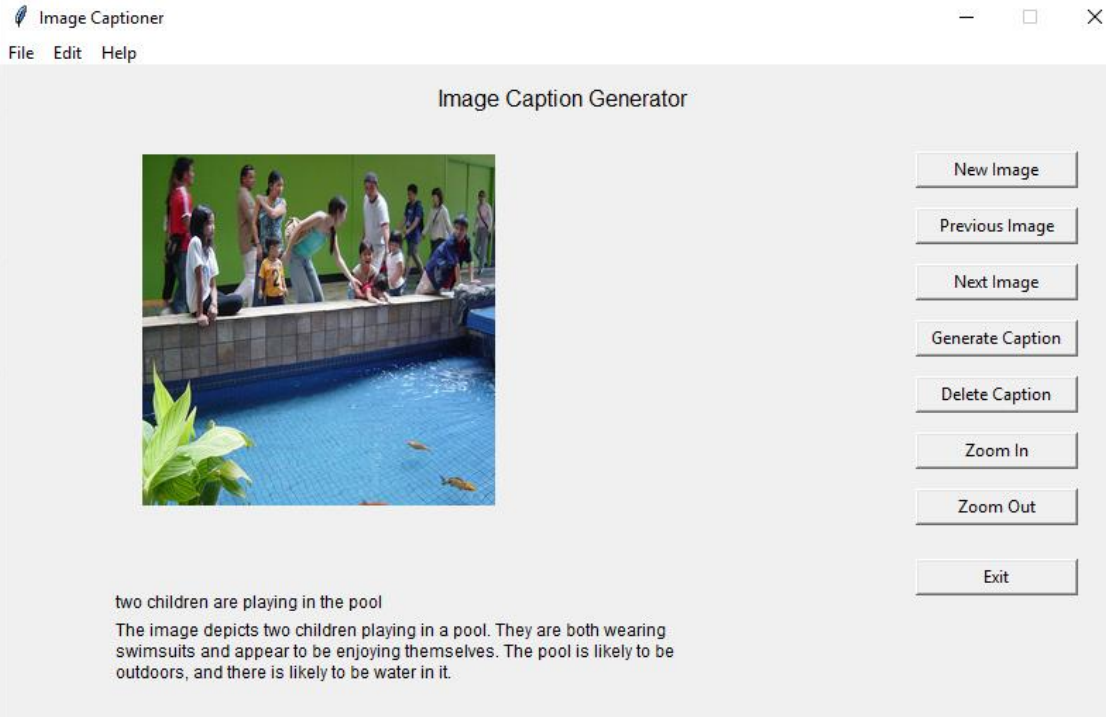 Image Captioner
File Edit Help
Image Caption Generator
New Image
Previous Image
Next Image
Generate Caption
Delete Caption
Zoom In
Zoom Out
Exit
two children are playing in the pool
The image depicts two children playing in a pool. They are both wearing
swimsuits and appear to be enjoying themselves. The pool is likely to be
outdoors, and there is likely to be water in it.